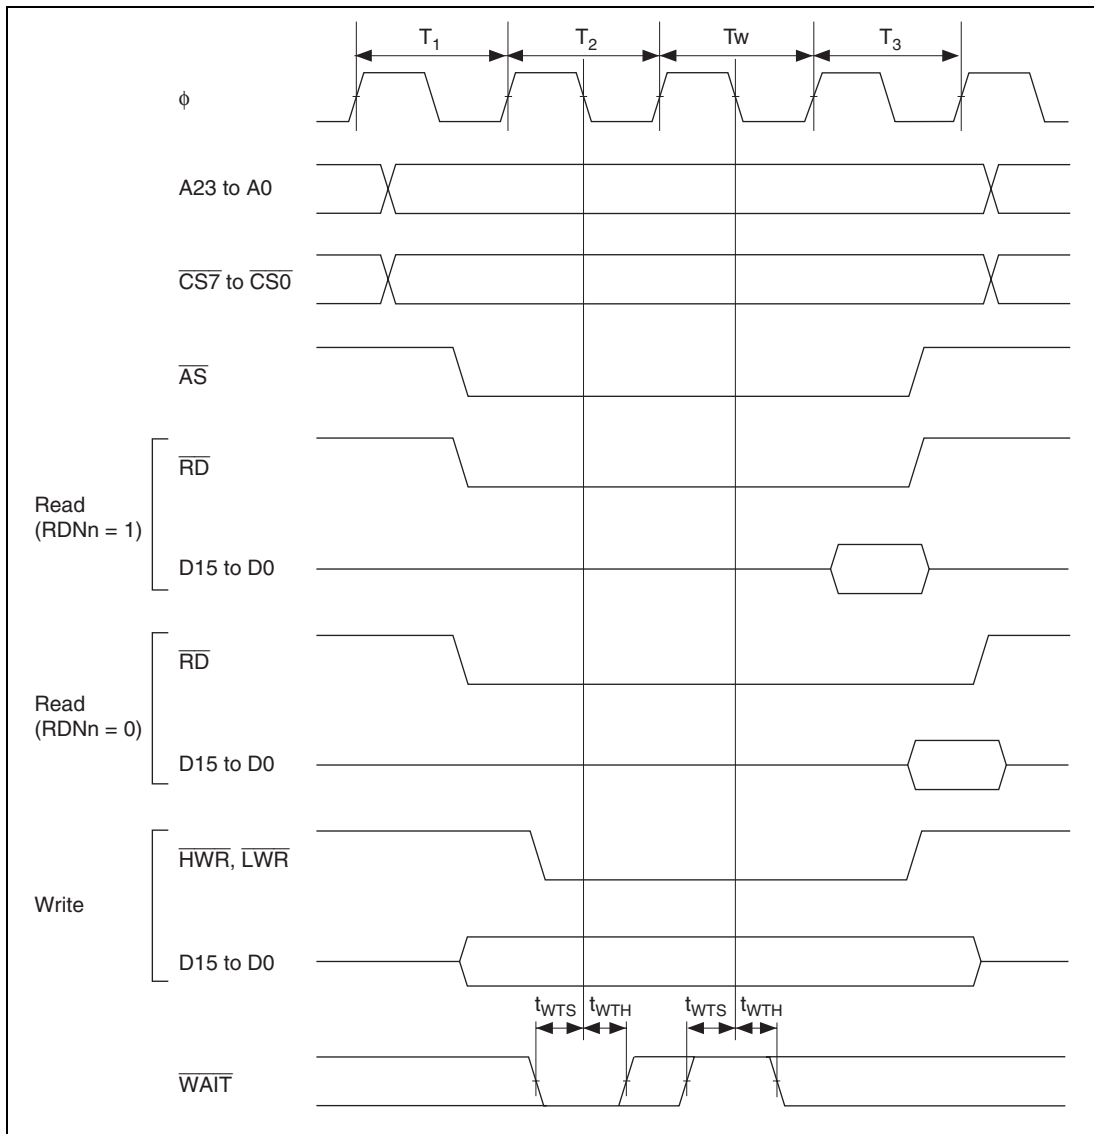 T1 T2 Tw T3
ϕ
A23 to A0
CS7 to CS0
AS
RD
Read
(RDNn = 1)
D15 to D0
RD
Read
(RDNn = 0)
D15 to D0
HWR, LWR
Write
D15 to D0
tWTS tWTH tWTS tWTH
WAIT